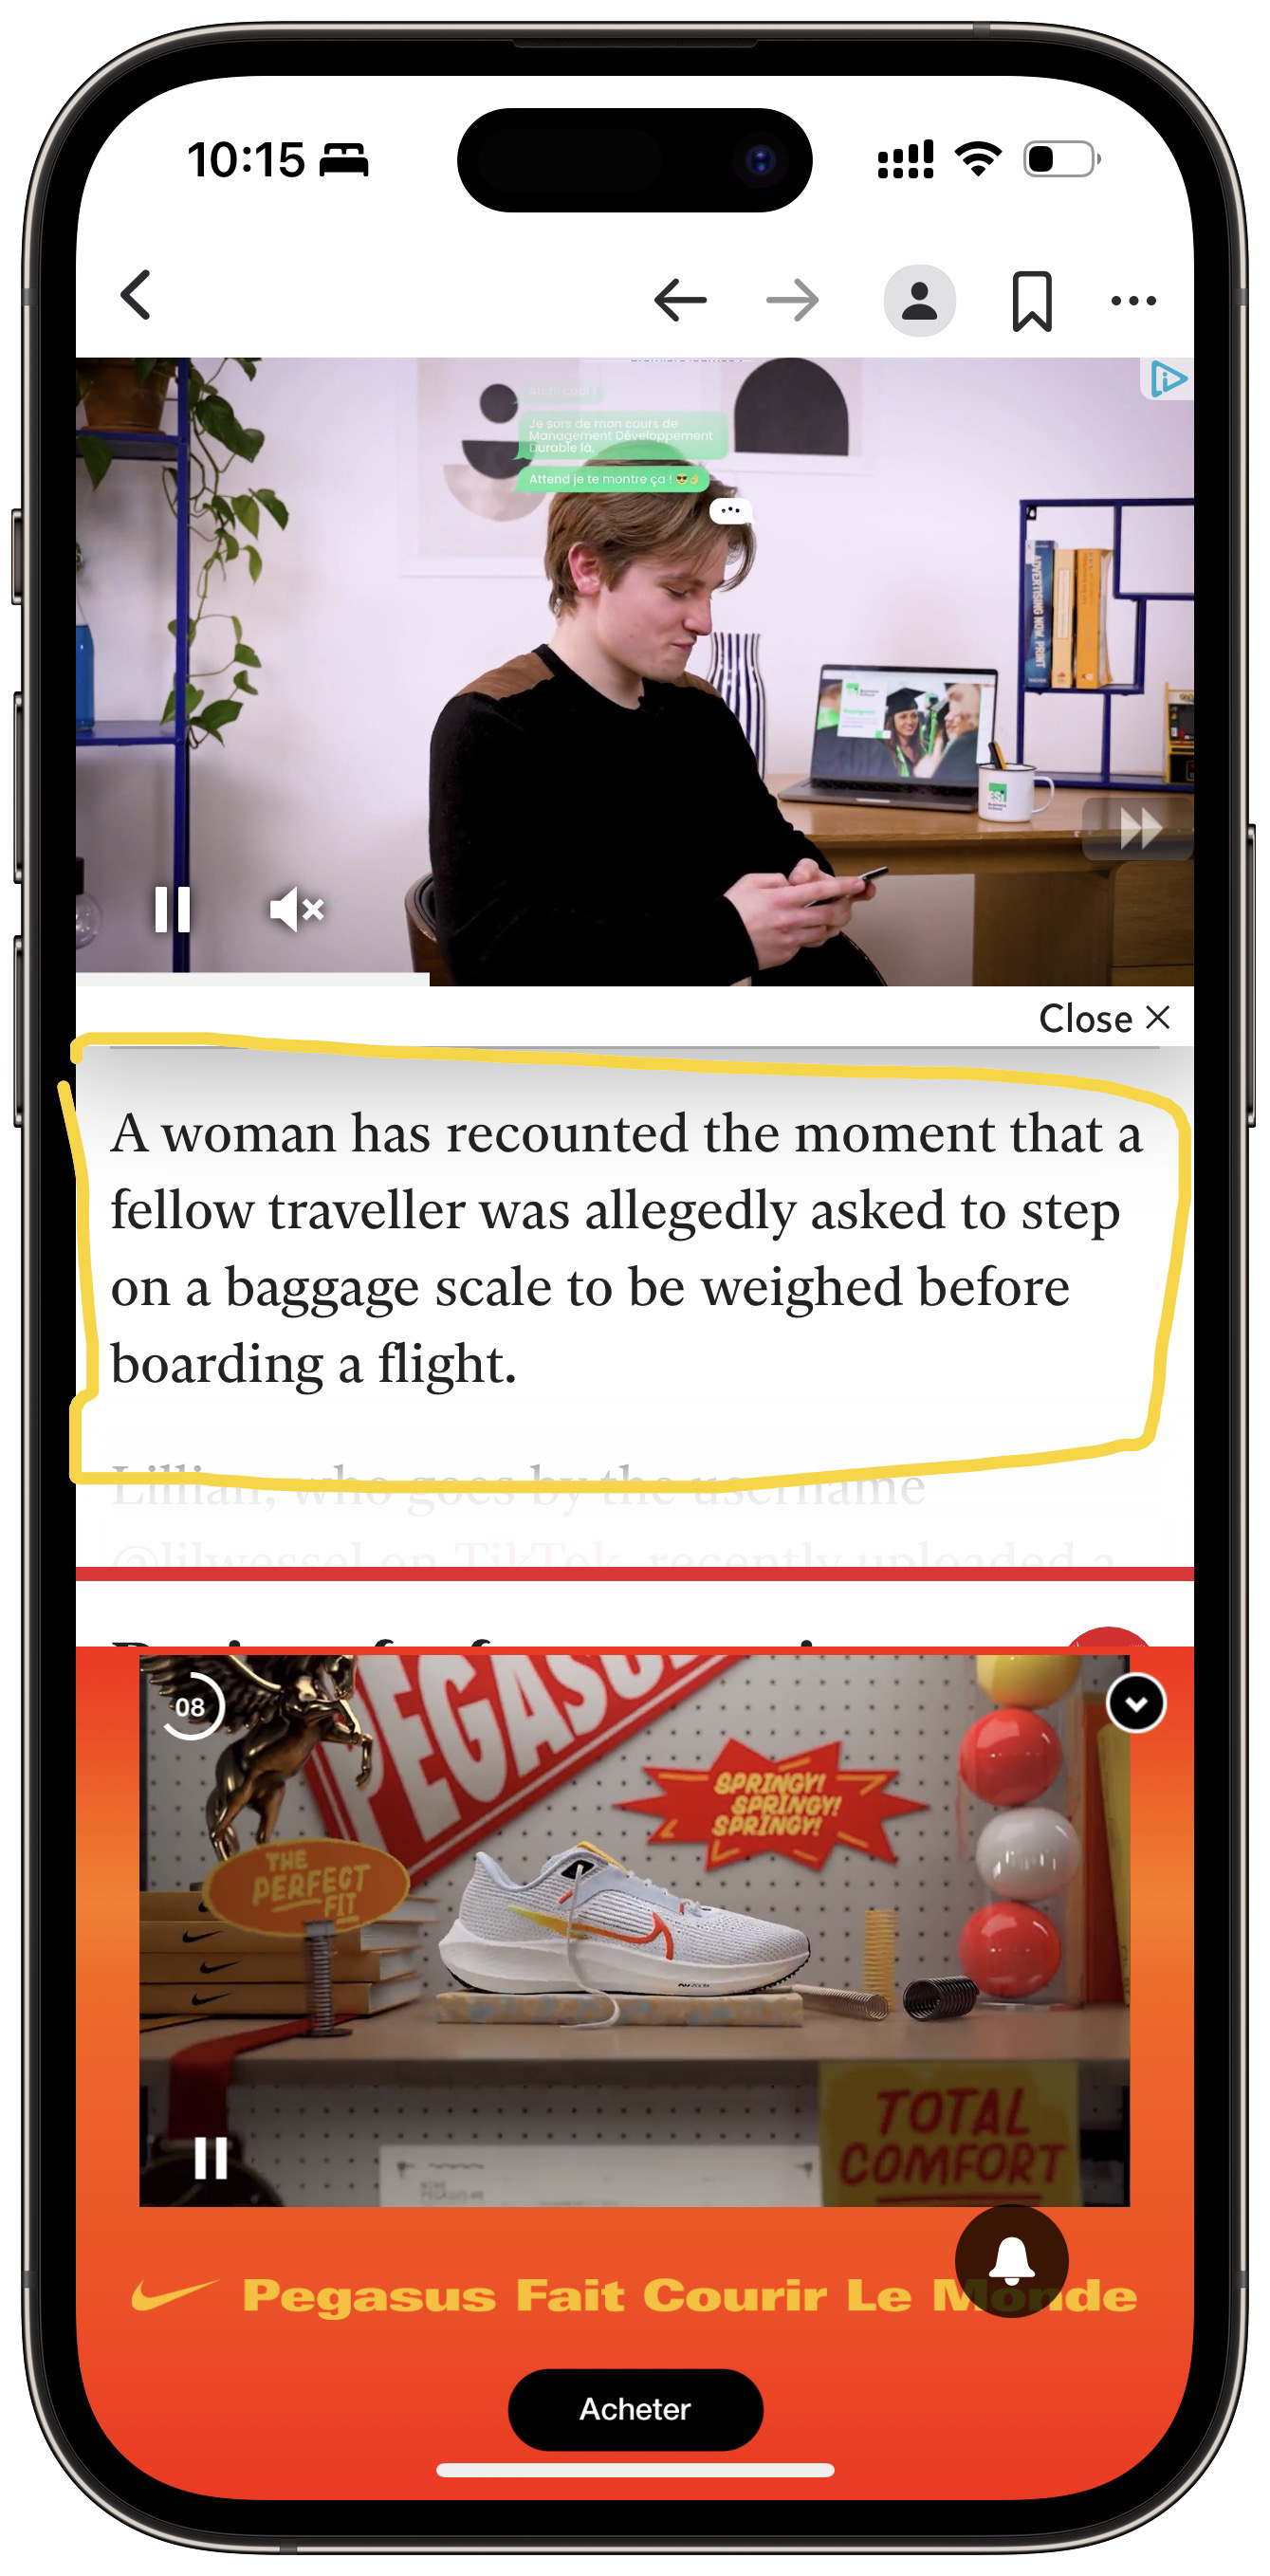 10:15
Archi cool !
Je sors de mon cours de
Management Développement
Durable là.
Attend je te montre ça ! 😎👌
ADVERTISING NOW. PRINT
TASCHEN
ESI
Close ×
A woman has recounted the moment that a
fellow traveller was allegedly asked to step
on a baggage scale to be weighed before
boarding a flight.
Lillian, who goes by the username
@lilwessel on TikTok, recently uploaded a
08
PEGASUS
SPRINGY!
SPRINGY!
SPRINGY!
THE
PERFECT
FIT
TOTAL
COMFORT
Pegasus Fait Courir Le Monde
Acheter